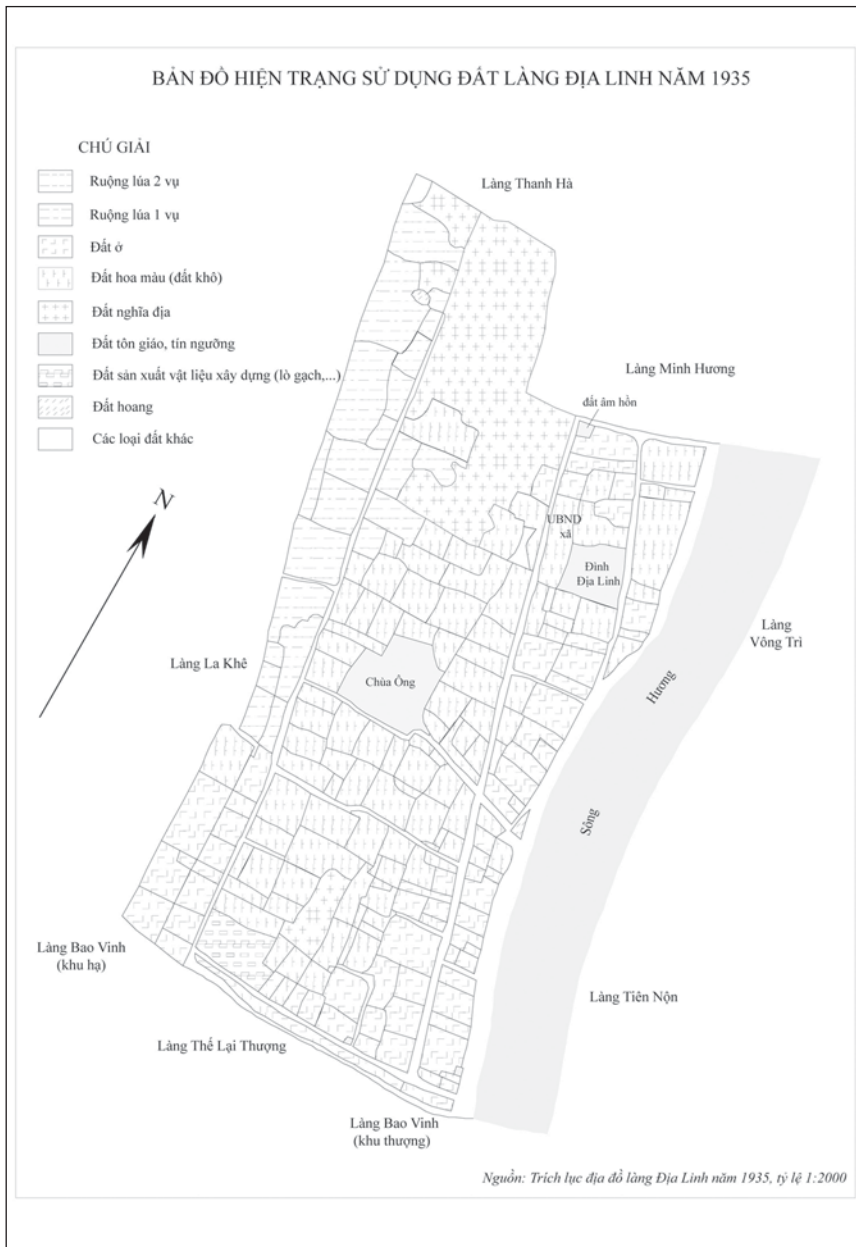 BẢN ĐỒ HIỆN TRẠNG SỬ DỤNG ĐẤT LÀNG ĐỊA LINH NĂM 1935
CHÚ GIẢI
Ruộng lúa 2 vụ
Ruộng lúa 1 vụ
Đất ở
Đất hoa màu (đất khô)
Đất nghĩa địa
Đất tôn giáo, tín ngưỡng
Đất sản xuất vật liệu xây dựng (lò gạch,...)
Đất hoang
Các loại đất khác
N
Làng Thanh Hà
Làng Minh Hương
đất âm hồn
UBND
xã
Đình
Địa Linh
Làng
Vông Trì
Làng La Khê
Chùa Ông
Hương
Sông
Làng Bao Vinh
(khu hạ)
Làng Tiên Nộn
Làng Thế Lại Thượng
Làng Bao Vinh
(khu thượng)
Nguồn: Trích lục địa đồ làng Địa Linh năm 1935, tỷ lệ 1:2000